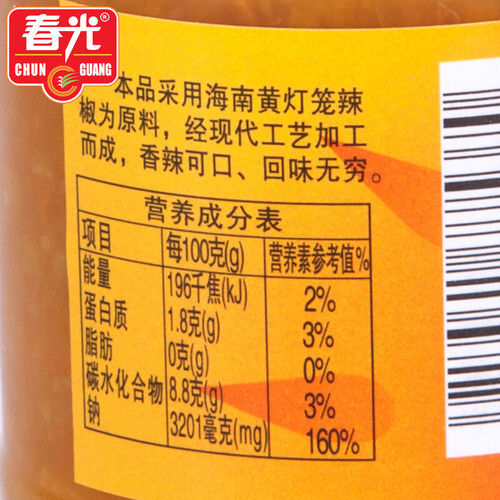 春光
CHUN GUANG
本品采用海南黄灯笼辣
椒为原料，经现代工艺加工
而成，香辣可口、回味无穷。
营养成分表
项目 每100克(g) 营养素参考值%
能量 196千焦(kJ) 2%
蛋白质 1.8克(g) 3%
脂肪 0克(g) 0%
碳水化合物 8.8克(g) 3%
钠 3201毫克(mg) 160%